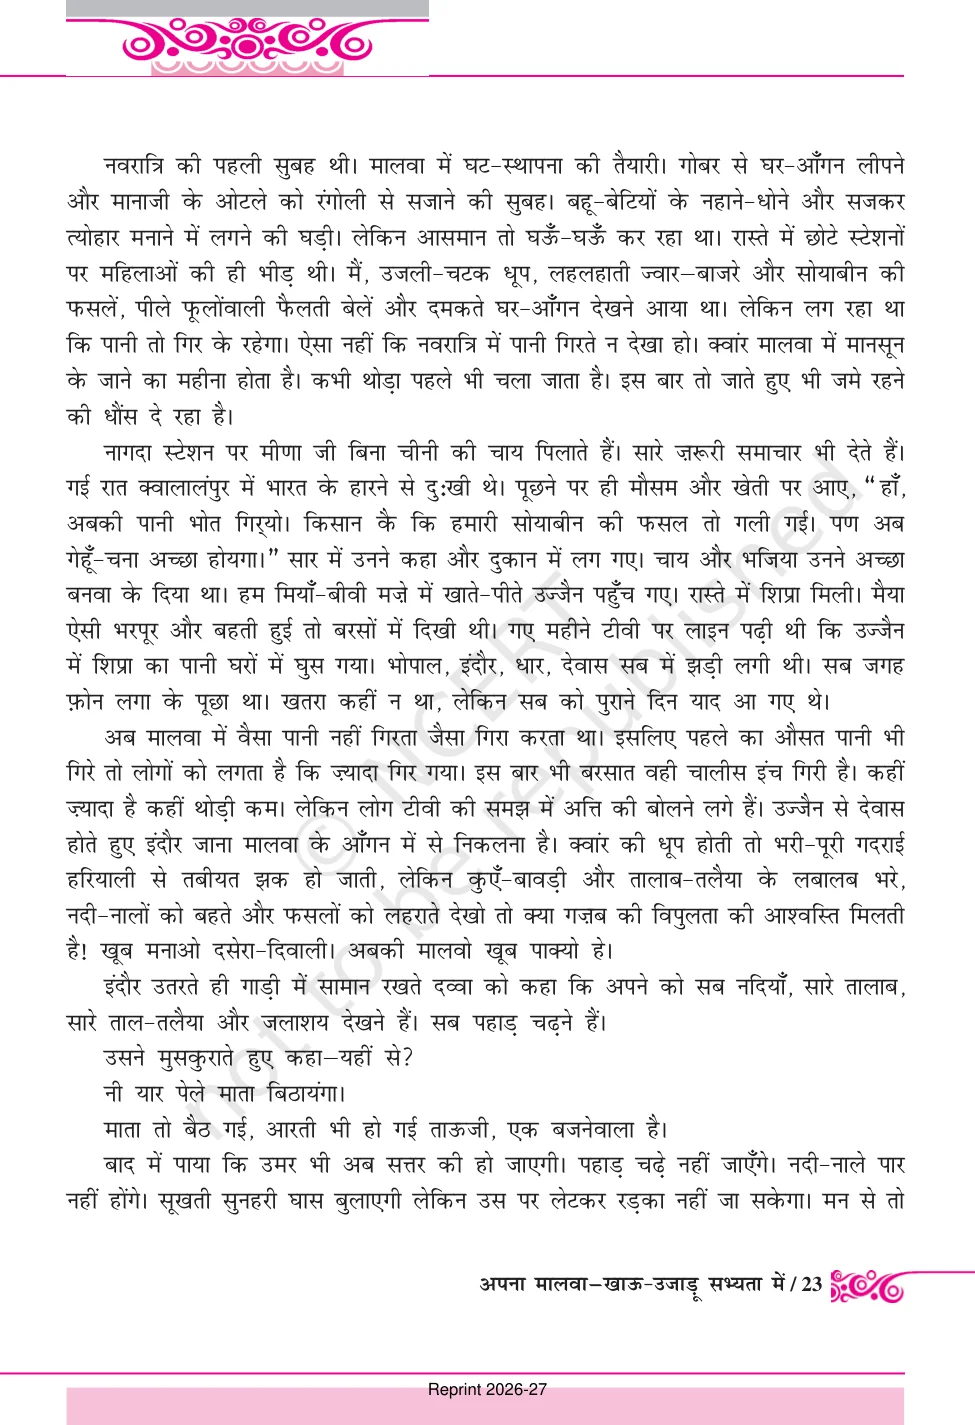 नवरात्रि की पहली सुबह थी। मालवा में घट-स्थापना की तैयारी। गोबर से घर-आँगन लीपने
और मानाजी के ओटले को रंगोली से सजाने की सुबह। बहू-बेटियों के नहाने-धोने और सजकर
त्योहार मनाने में लगने की घड़ी। लेकिन आसमान तो घऊँ-घऊँ कर रहा था। रास्ते में छोटे स्टेशनों
पर महिलाओं की ही भीड़ थी। मैं, उजली-चटक धूप, लहलहाती ज्वार–बाजरे और सोयाबीन की
फसलें, पीले फूलोंवाली फैलती बेलें और दमकते घर-आँगन देखने आया था। लेकिन लग रहा था
कि पानी तो गिर के रहेगा। ऐसा नहीं कि नवरात्रि में पानी गिरते न देखा हो। क्वांर मालवा में मानसून
के जाने का महीना होता है। कभी थोड़ा पहले भी चला जाता है। इस बार तो जाते हुए भी जमे रहने
की धौंस दे रहा है।
नागदा स्टेशन पर मीणा जी बिना चीनी की चाय पिलाते हैं। सारे ज़रूरी समाचार भी देते हैं।
गई रात क्वालालंपुर में भारत के हारने से दुःखी थे। पूछने पर ही मौसम और खेती पर आए, “हाँ,
अबकी पानी भोत गिर्‌यो। किसान कै कि हमारी सोयाबीन की फसल तो गली गई। पण अब
गेहूँ-चना अच्छा होयगा।” सार में उनने कहा और दुकान में लग गए। चाय और भजिया उनने अच्छा
बनवा के दिया था। हम मियाँ-बीवी मज़े में खाते-पीते उज्जैन पहुँच गए। रास्ते में शिप्रा मिली। मैया
ऐसी भरपूर और बहती हुई तो बरसों में दिखी थी। गए महीने टीवी पर लाइन पढ़ी थी कि उज्जैन
में शिप्रा का पानी घरों में घुस गया। भोपाल, इंदौर, धार, देवास सब में झड़ी लगी थी। सब जगह
फ़ोन लगा के पूछा था। खतरा कहीं न था, लेकिन सब को पुराने दिन याद आ गए थे।
अब मालवा में वैसा पानी नहीं गिरता जैसा गिरा करता था। इसलिए पहले का औसत पानी भी
गिरे तो लोगों को लगता है कि ज्यादा गिर गया। इस बार भी बरसात वही चालीस इंच गिरी है। कहीं
ज्यादा है कहीं थोड़ी कम। लेकिन लोग टीवी की समझ में अत्ति की बोलने लगे हैं। उज्जैन से देवास
होते हुए इंदौर जाना मालवा के आँगन में से निकलना है। क्वांर की धूप होती तो भरी-पूरी गदराई
हरियाली से तबीयत झक हो जाती, लेकिन कुएँ-बावड़ी और तालाब-तलैया के लबालब भरे,
नदी-नालों को बहते और फसलों को लहराते देखो तो क्या गज़ब की विपुलता की आश्वस्ति मिलती
है! खूब मनाओ दसेरा-दिवाली। अबकी मालवो खूब पाक्यो हे।
इंदौर उतरते ही गाड़ी में सामान रखते दव्वा को कहा कि अपने को सब नदियाँ, सारे तालाब,
सारे ताल-तलैया और जलाशय देखने हैं। सब पहाड़ चढ़ने हैं।
उसने मुसकुराते हुए कहा–यहीं से?
नी यार पेले माता बिठायंगा।
माता तो बैठ गई, आरती भी हो गई ताऊजी, एक बजनेवाला है।
बाद में पाया कि उमर भी अब सत्तर की हो जाएगी। पहाड़ चढ़े नहीं जाएँगे। नदी-नाले पार
नहीं होंगे। सूखती सुनहरी घास बुलाएगी लेकिन उस पर लेटकर रड़का नहीं जा सकेगा। मन से तो
© NCERT
not to be republished
अपना मालवा–खाऊ-उजाड़ू सभ्यता में / 23
Reprint 2026-27